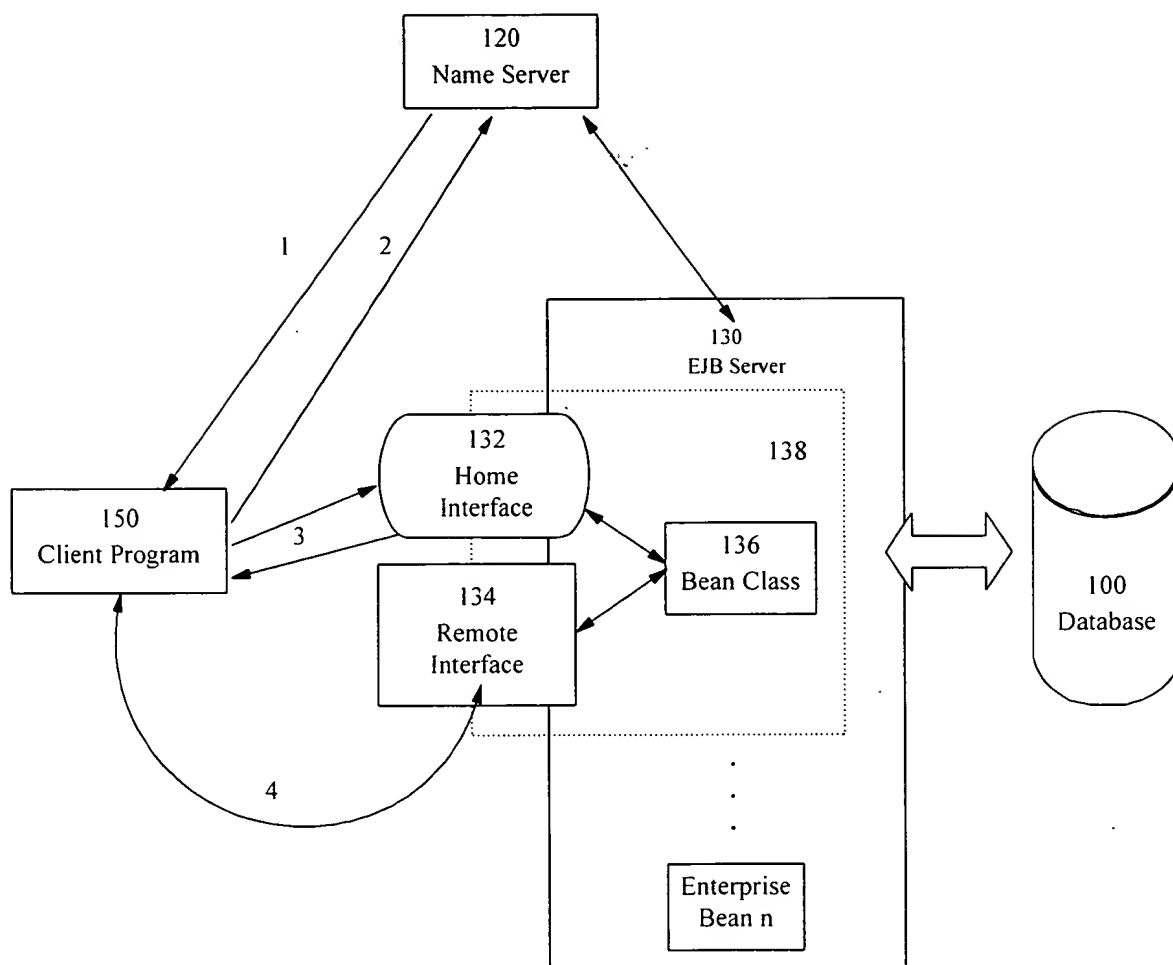 120
Name Server
1
2
130
EJB Server
132
Home
Interface
138
150
Client Program
3
136
Bean Class
134
Remote
Interface
100
Database
4
Enterprise
Bean n